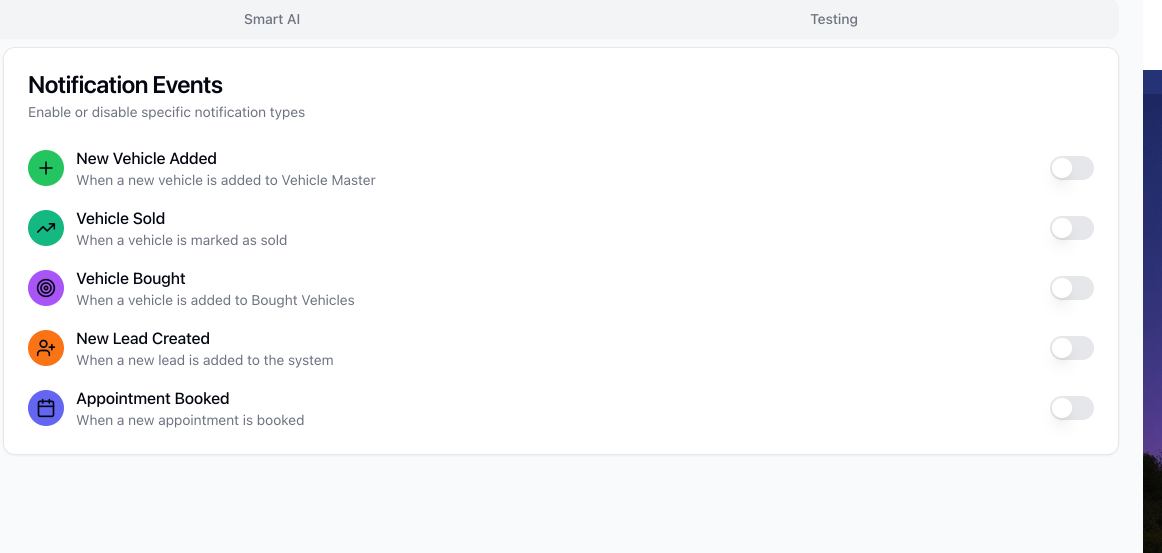 Smart AI
Testing
Notification Events
Enable or disable specific notification types
New Vehicle Added
When a new vehicle is added to Vehicle Master
Vehicle Sold
When a vehicle is marked as sold
Vehicle Bought
When a vehicle is added to Bought Vehicles
New Lead Created
When a new lead is added to the system
Appointment Booked
When a new appointment is booked